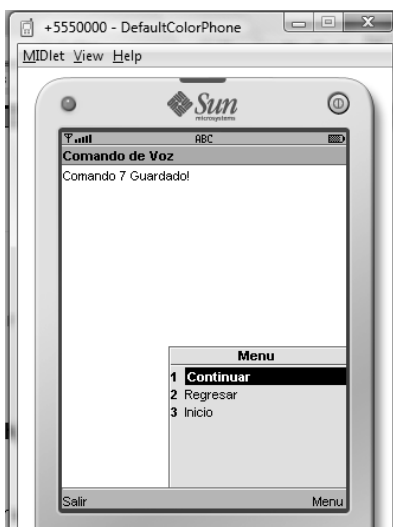 +5550000 - DefaultColorPhone
MIDlet View Help
Sun
microsystems
ABC
Comando de Voz
Comando 7 Guardado!
Menu
1 Continuar
2 Regresar
3 Inicio
Salir Menu